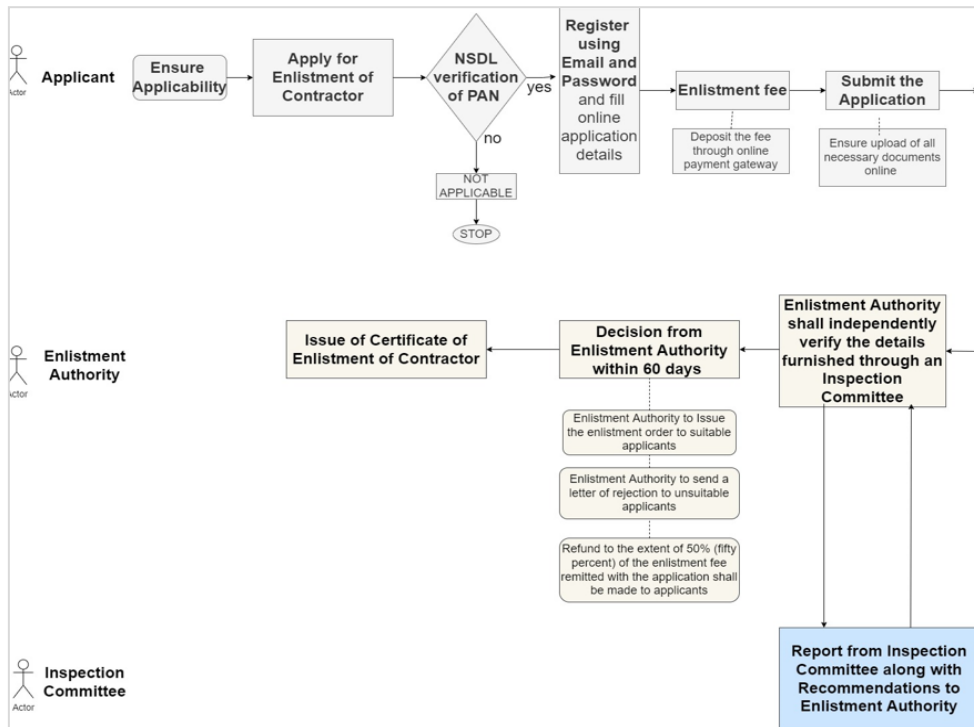 Applicant
Actor
Ensure
Applicability
Apply for
Enlistment of
Contractor
NSDL
verification
of PAN
yes
no
NOT
APPLICABLE
STOP
Register
using
Email and
Password
and fill
online
application
details
Enlistment fee
Deposit the fee
through online
payment gateway
Submit the
Application
Ensure upload of all
necessary documents
online
Enlistment
Authority
Actor
Issue of Certificate of
Enlistment of Contractor
Decision from
Enlistment Authority
within 60 days
Enlistment Authority
shall independently
verify the details
furnished through an
Inspection
Committee
Enlistment Authority to Issue
the enlistment order to suitable
applicants
Enlistment Authority to send a
letter of rejection to unsuitable
applicants
Refund to the extent of 50% (fifty
percent) of the enlistment fee
remitted with the application shall
be made to applicants
Inspection
Committee
Actor
Report from Inspection
Committee along with
Recommendations to
Enlistment Authority